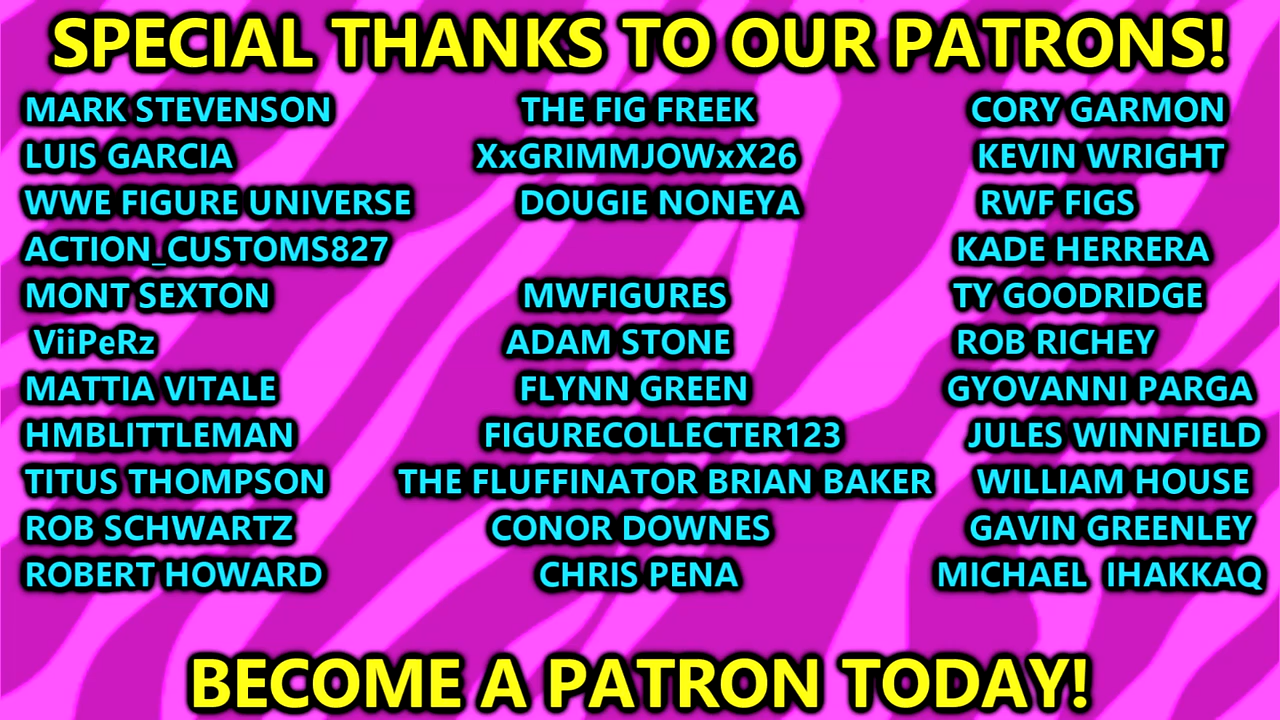 SPECIAL THANKS TO OUR PATRONS!
MARK STEVENSON THE FIG FREEK CORY GARMON
LUIS GARCIA XxGRIMMJOWxX26 KEVIN WRIGHT
WWE FIGURE UNIVERSE DOUGIE NONEYA RWF FIGS
ACTION_CUSTOMS827 KADE HERRERA
MONT SEXTON MWFIGURES TY GOODRIDGE
ViiPeRz ADAM STONE ROB RICHEY
MATTIA VITALE FLYNN GREEN GYOVANNI PARGA
HMBLITTLEMAN FIGURECOLLECTER123 JULES WINNFIELD
TITUS THOMPSON THE FLUFFINATOR BRIAN BAKER WILLIAM HOUSE
ROB SCHWARTZ CONOR DOWNES GAVIN GREENLEY
ROBERT HOWARD CHRIS PENA MICHAEL IHAKKAQ
BECOME A PATRON TODAY!